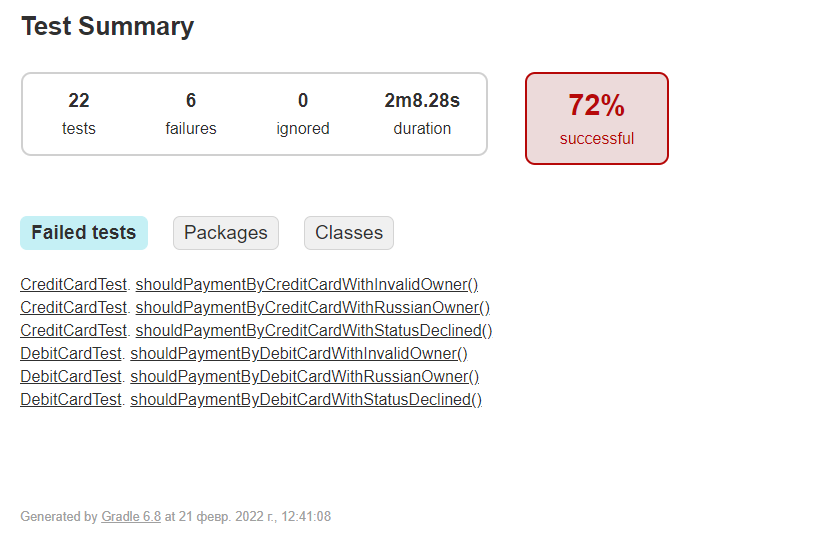 Test Summary
22 6 0 2m8.28s
tests failures ignored duration
72%
successful
Failed tests Packages Classes
CreditCardTest. shouldPaymentByCreditCardWithInvalidOwner()
CreditCardTest. shouldPaymentByCreditCardWithRussianOwner()
CreditCardTest. shouldPaymentByCreditCardWithStatusDeclined()
DebitCardTest. shouldPaymentByDebitCardWithInvalidOwner()
DebitCardTest. shouldPaymentByDebitCardWithRussianOwner()
DebitCardTest. shouldPaymentByDebitCardWithStatusDeclined()
Generated by Gradle 6.8 at 21 февр. 2022 г., 12:41:08